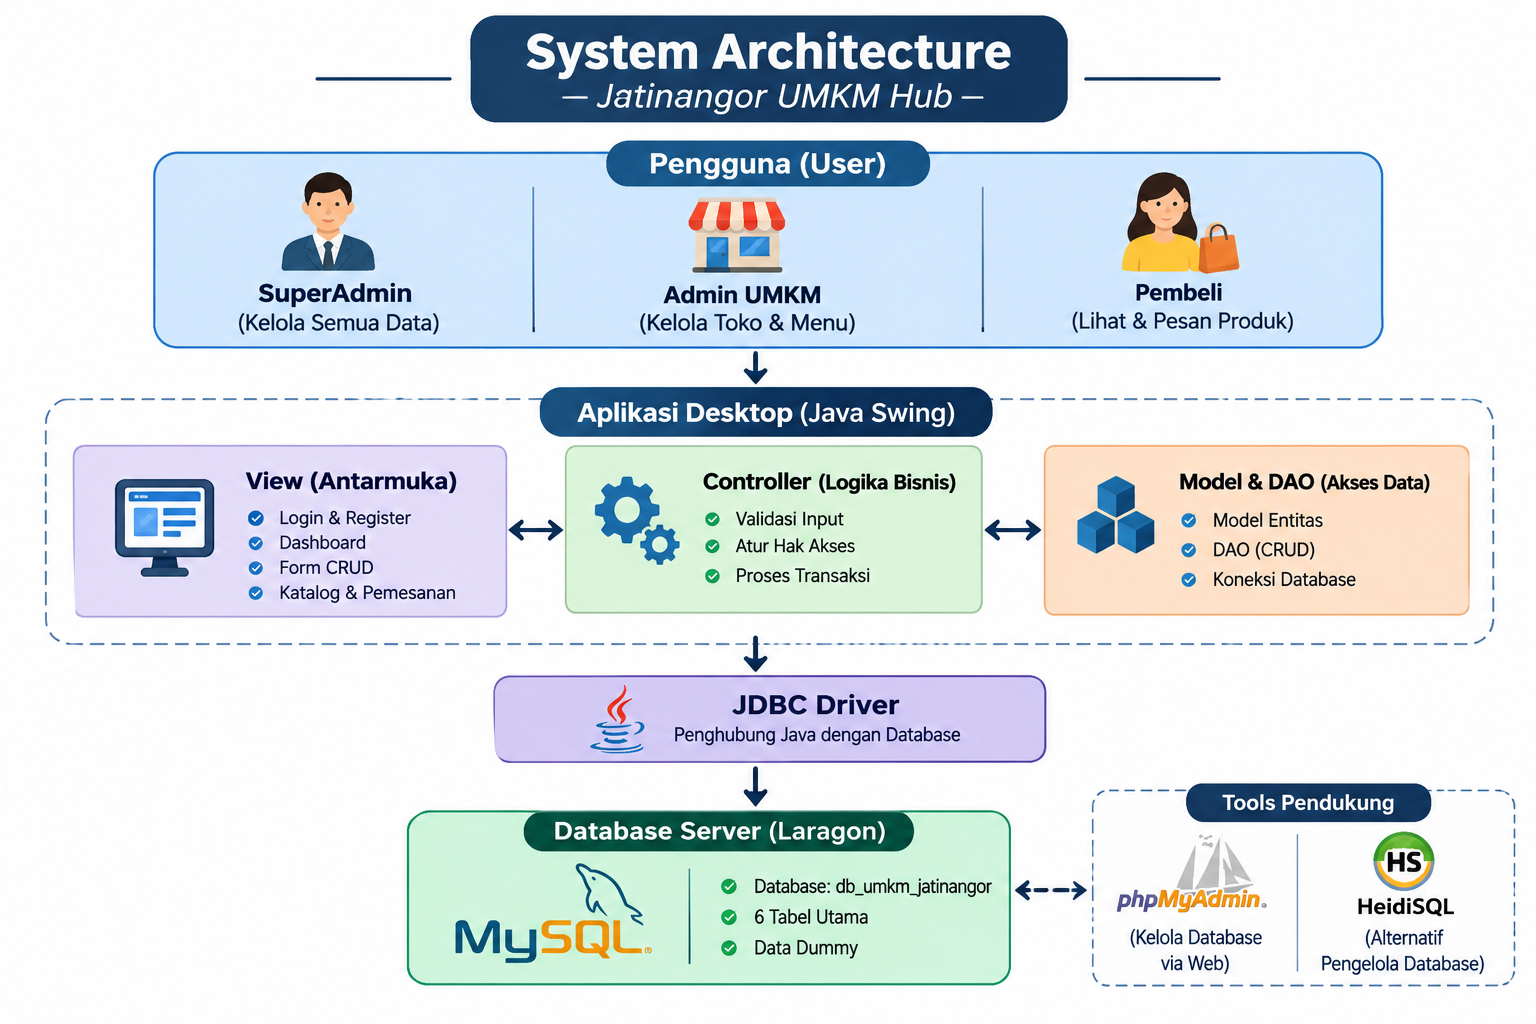 System Architecture
— Jatinangor UMKM Hub —
Pengguna (User)
SuperAdmin
(Kelola Semua Data)
Admin UMKM
(Kelola Toko & Menu)
Pembeli
(Lihat & Pesan Produk)
Aplikasi Desktop (Java Swing)
View (Antarmuka)
Login & Register
Dashboard
Form CRUD
Katalog & Pemesanan
Controller (Logika Bisnis)
Validasi Input
Atur Hak Akses
Proses Transaksi
Model & DAO (Akses Data)
Model Entitas
DAO (CRUD)
Koneksi Database
JDBC Driver
Penghubung Java dengan Database
Database Server (Laragon)
MySQL®
Database: db_umkm_jatinangor
6 Tabel Utama
Data Dummy
Tools Pendukung
phpMyAdmin
(Kelola Database
via Web)
HS
HeidiSQL
(Alternatif
Pengelola Database)